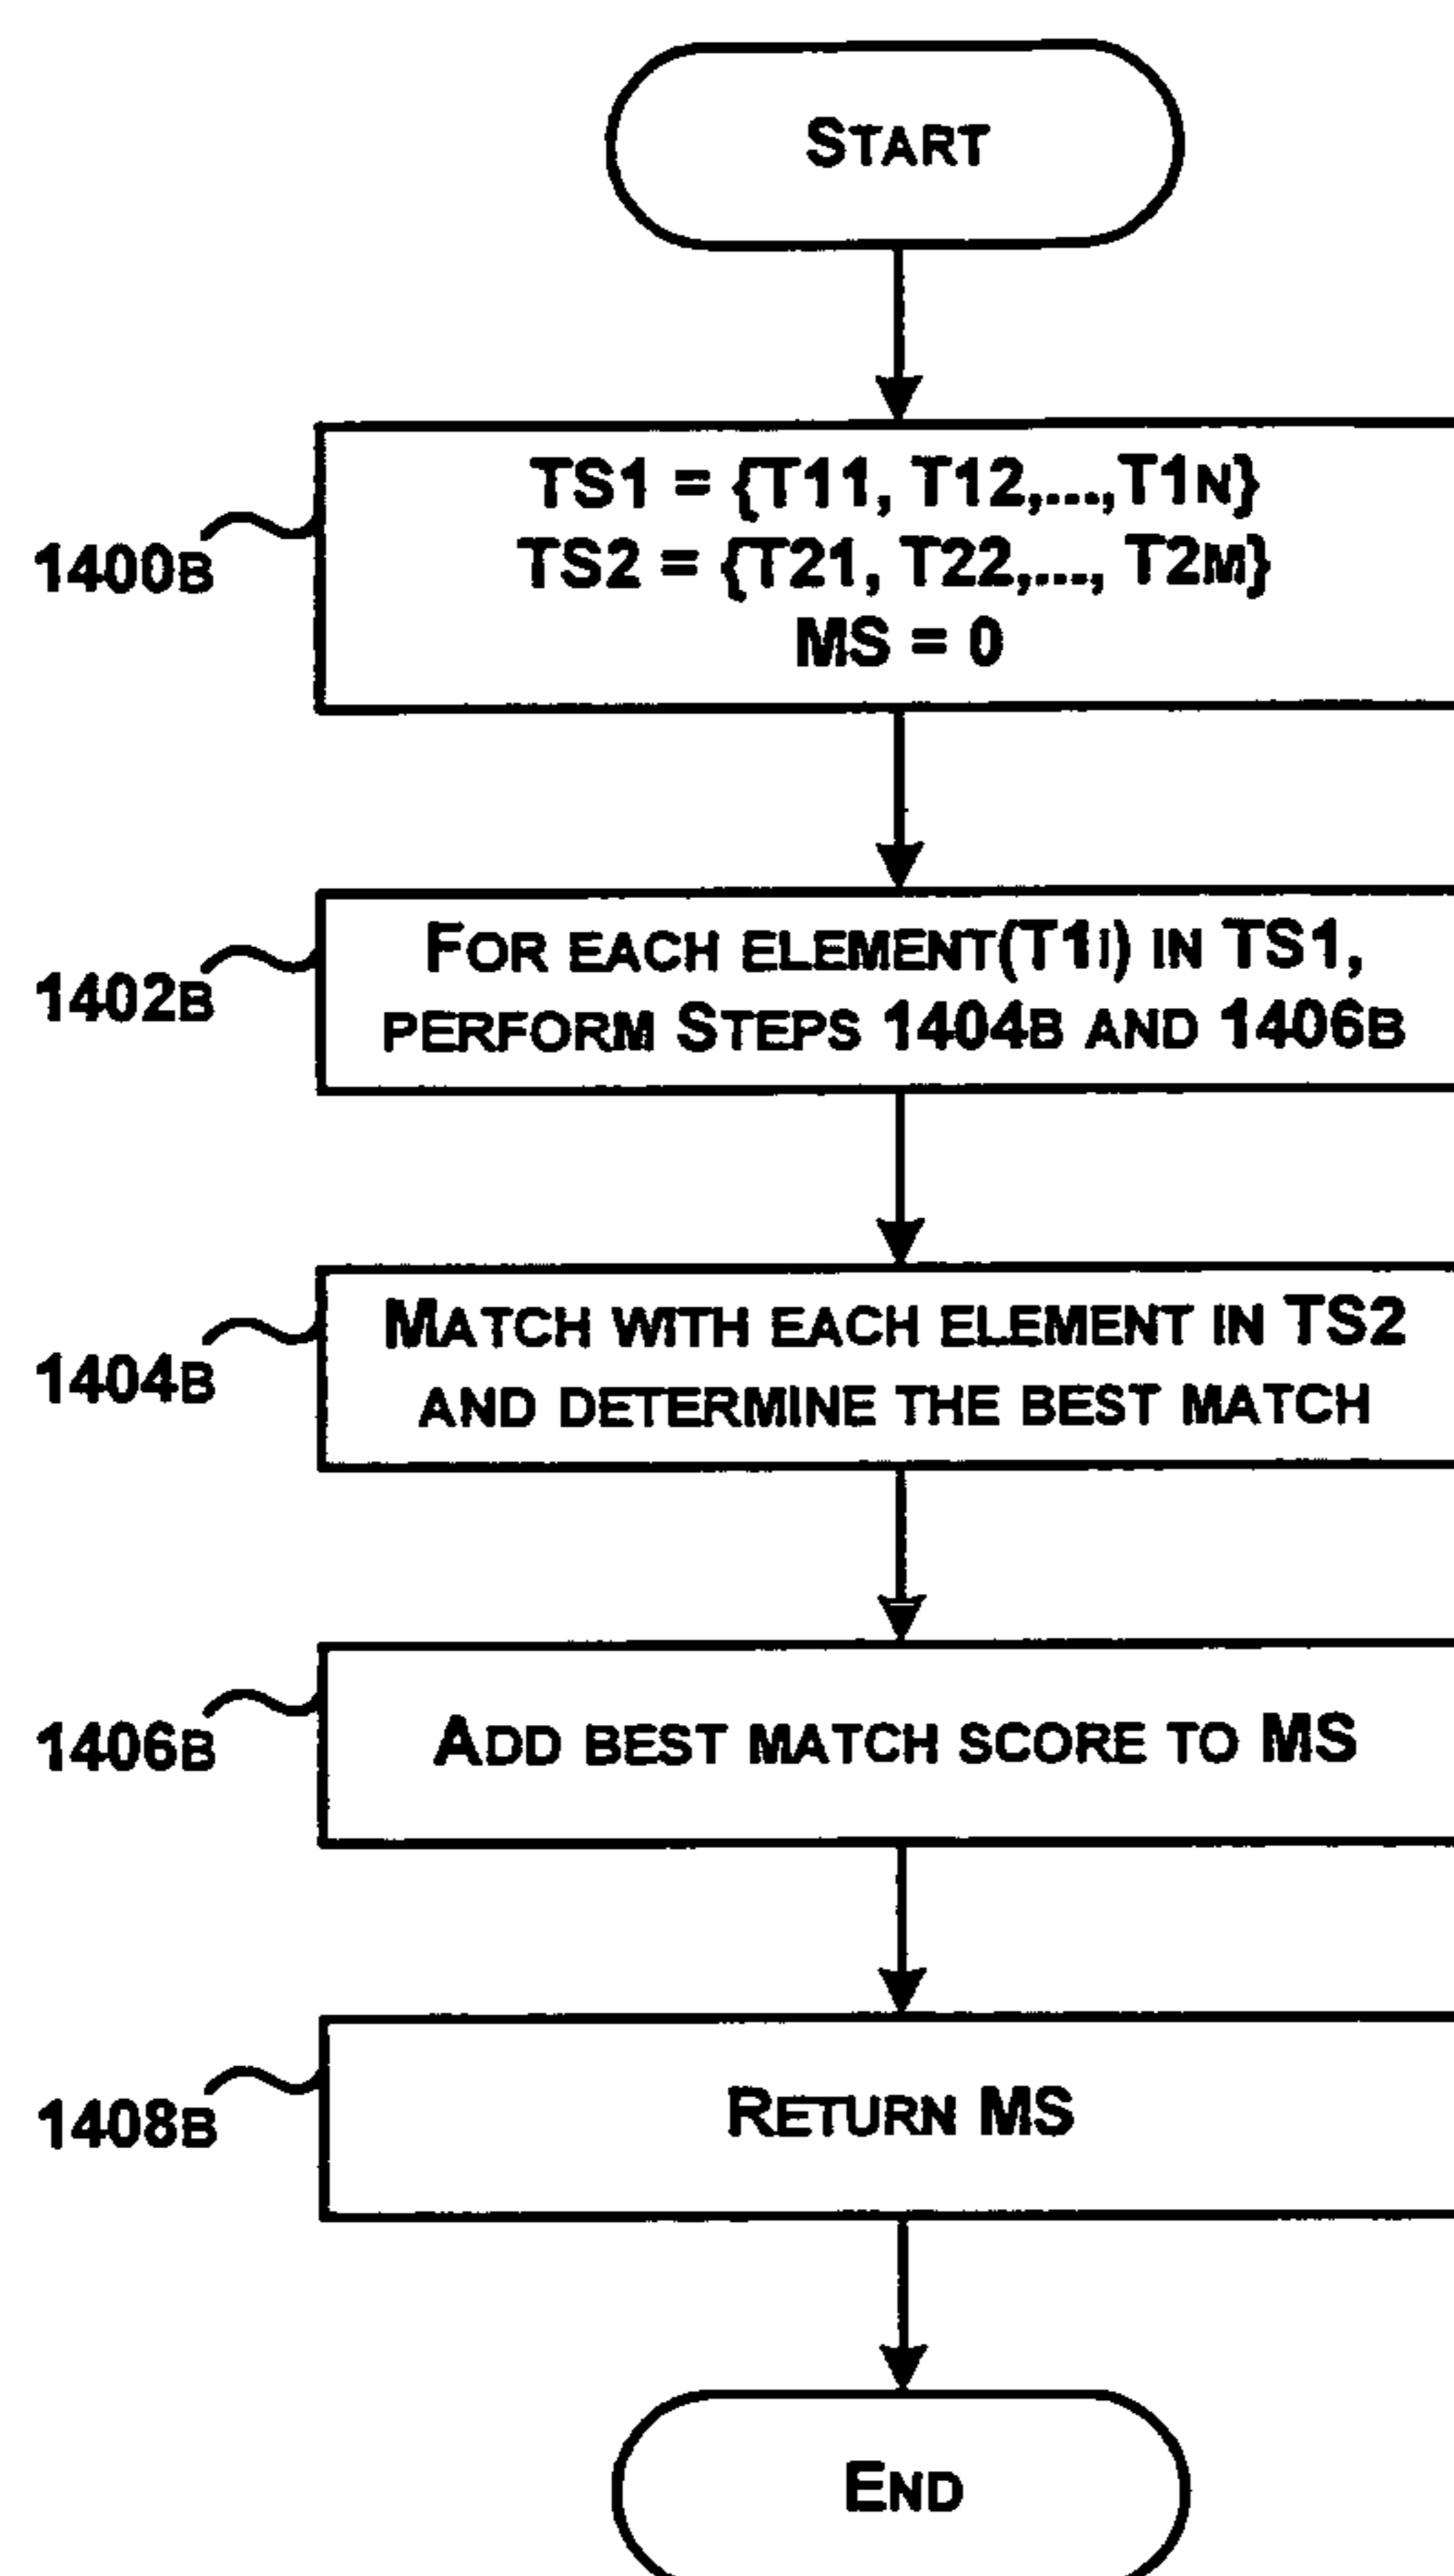 START
TS1 = {T11, T12,...,T1N}
TS2 = {T21, T22,..., T2M}
MS = 0
1400B
FOR EACH ELEMENT(T1I) IN TS1,
PERFORM STEPS 1404B AND 1406B
1402B
MATCH WITH EACH ELEMENT IN TS2
AND DETERMINE THE BEST MATCH
1404B
ADD BEST MATCH SCORE TO MS
1406B
RETURN MS
1408B
END